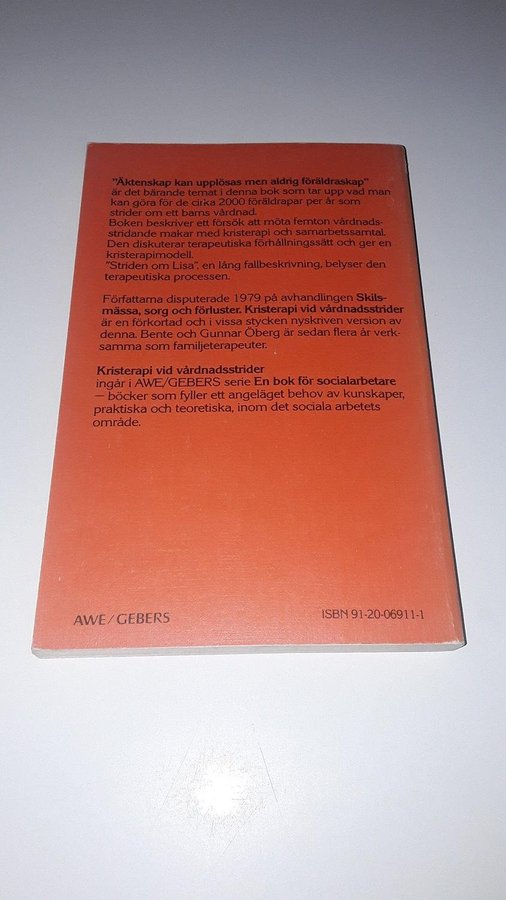 "Äktenskap kan upplösas men aldrig föräldraskap"
är det bärande temat i denna bok som tar upp vad man
kan göra för de cirka 2000 föräldrapar per år som
strider om ett barns vårdnad.
Boken beskriver ett försök att möta femton vårdnads-
stridande makar med kristerapi och samarbetssamtal.
Den diskuterar terapeutiska förhållningssätt och ger en
kristerapimodell.
"Striden om Lisa", en lång fallbeskrivning, belyser den
terapeutiska processen.
Författarna disputerade 1979 på avhandlingen Skils-
mässa, sorg och förluster. Kristerapi vid vårdnadsstrider
är en förkortad och i vissa stycken nyskriven version av
denna. Bente och Gunnar Öberg är sedan flera år verk-
samma som familjeterapeuter.
Kristerapi vid vårdnadsstrider
ingår i AWE/GEBERS serie En bok för socialarbetare
— böcker som fyller ett angeläget behov av kunskaper,
praktiska och teoretiska, inom det sociala arbetets
område.
AWE/GEBERS
ISBN 91-20-06911-1